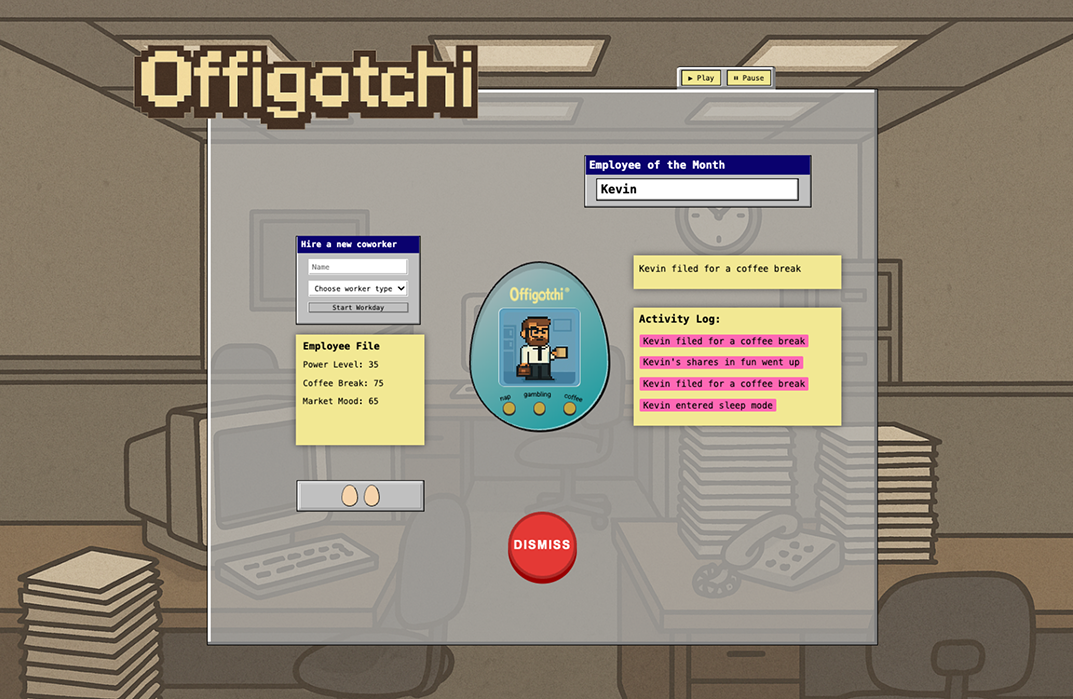 Offigotchi
▶ Play
⏸ Pause
Employee of the Month
Kevin
Hire a new coworker
Name
Choose worker type
Start Workday
Employee File
Power Level: 35
Coffee Break: 75
Market Mood: 65
Offigotchi®
nap
gambling
coffee
Kevin filed for a coffee break
Activity Log:
Kevin filed for a coffee break
Kevin's shares in fun went up
Kevin filed for a coffee break
Kevin entered sleep mode
DISMISS